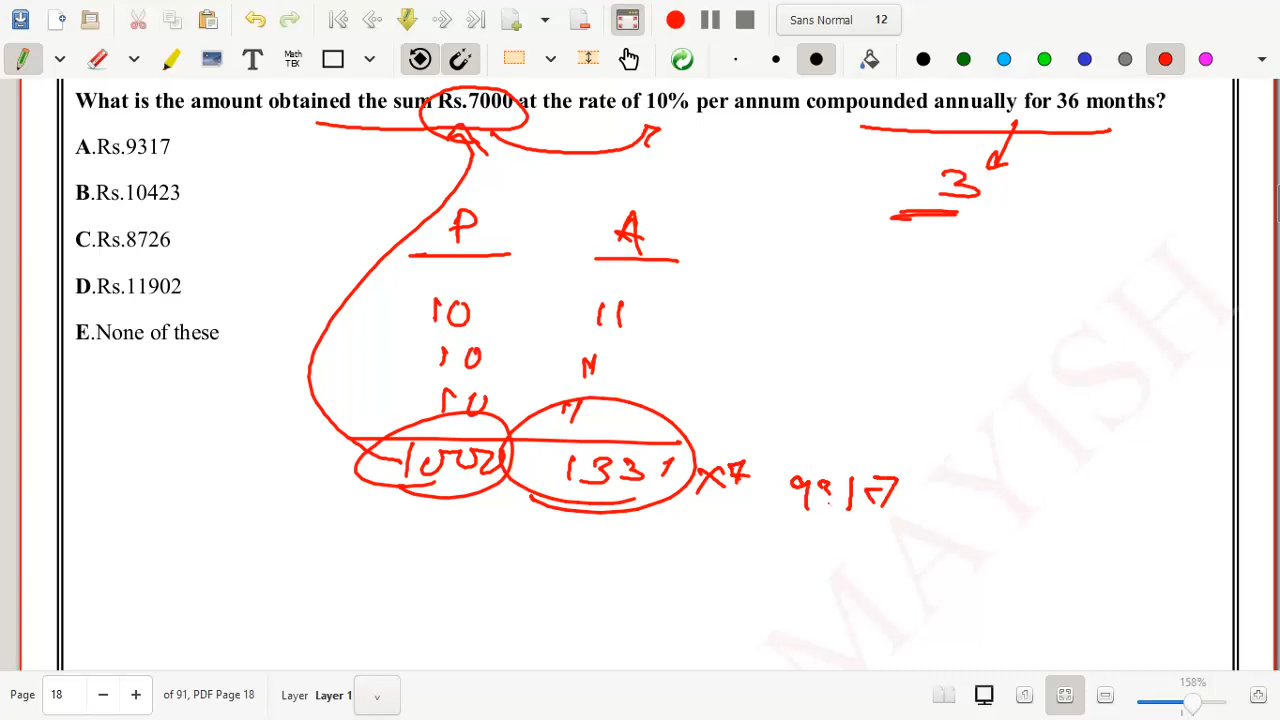 Sans Normal 12
Math
TEX
T
What is the amount obtained the sum Rs.7000 at the rate of 10% per annum compounded annually for 36 months?
A.Rs.9317
B.Rs.10423
C.Rs.8726
D.Rs.11902
E.None of these
3
P A
10 11
10 11
10 11
1000 1331 x7
MAYISH
Page 18 of 91, PDF Page 18 Layer Layer 1 158%